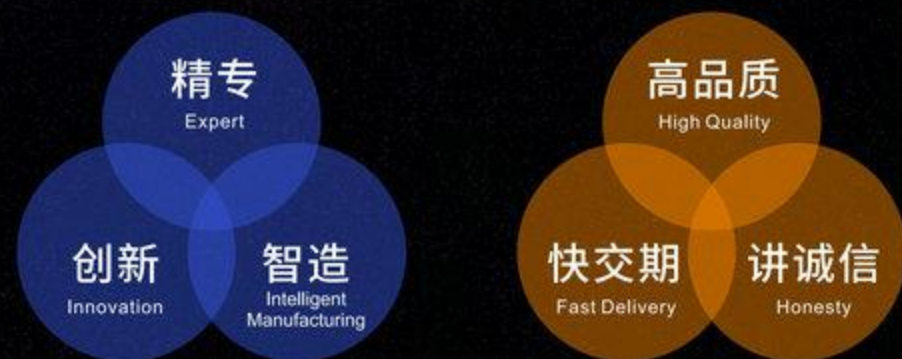 精专
Expert
创新
Innovation
智造
Intelligent
Manufacturing
高品质
High Quality
快交期
Fast Delivery
讲诚信
Honesty